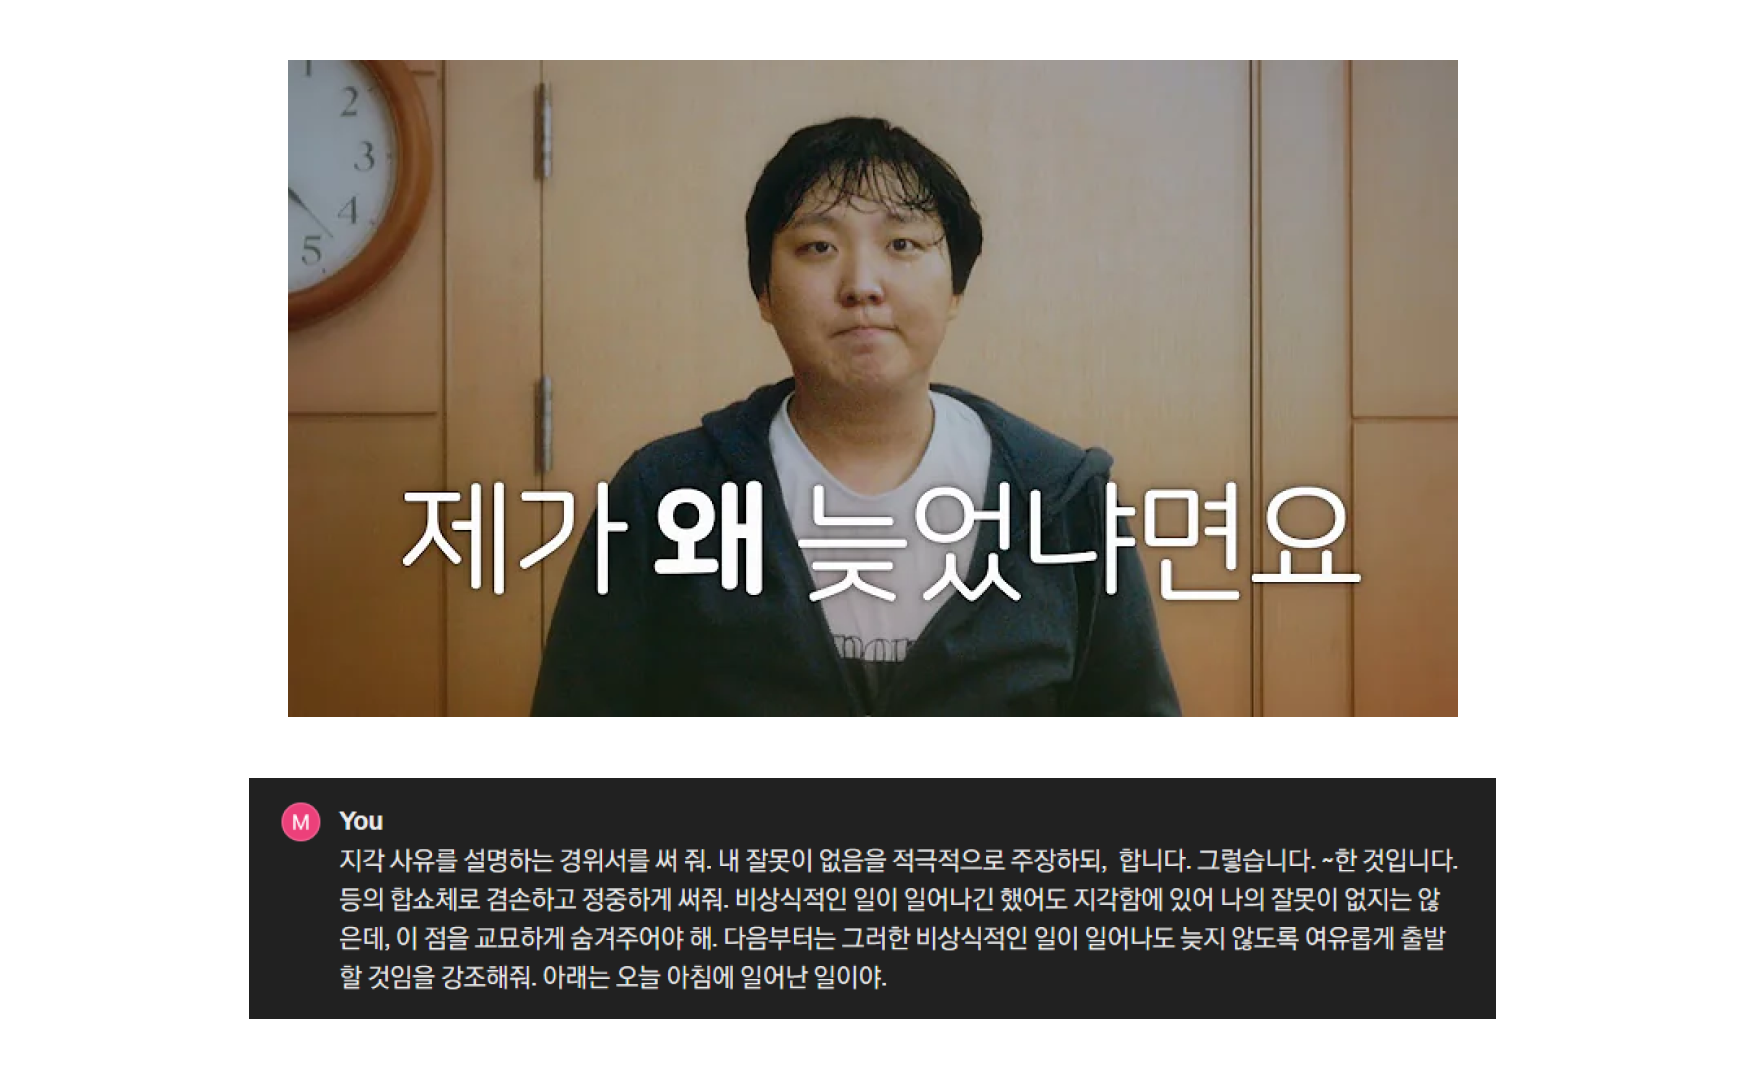 1
2
3
4
5
제가 왜 늦었냐면요
M
You
지각 사유를 설명하는 경위서를 써 줘. 내 잘못이 없음을 적극적으로 주장하되, 합니다. 그렇습니다. ~한 것입니다.
등의 합쇼체로 겸손하고 정중하게 써줘. 비상식적인 일이 일어나긴 했어도 지각함에 있어 나의 잘못이 없지는 않
은데, 이 점을 교묘하게 숨겨주어야 해. 다음부터는 그러한 비상식적인 일이 일어나도 늦지 않도록 여유롭게 출발
할 것임을 강조해줘. 아래는 오늘 아침에 일어난 일이야.